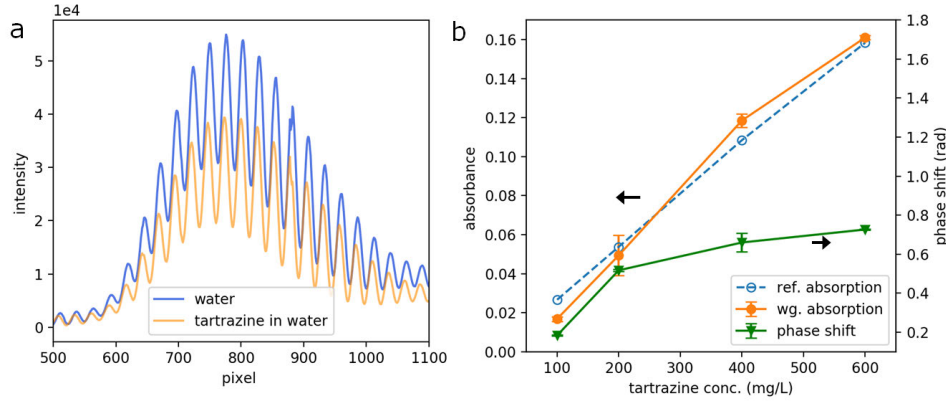 a
1e4
5
4
3
2
1
0
intensity
500 600 700 800 900 1000 1100
pixel
water
tartrazine in water
b
0.16
0.14
0.12
0.10
0.08
0.06
0.04
0.02
0.00
absorbance
1.8
1.6
1.4
1.2
1.0
0.8
0.6
0.4
0.2
phase shift (rad)
100 200 300 400 500 600
tartrazine conc. (mg/L)
ref. absorption
wg. absorption
phase shift